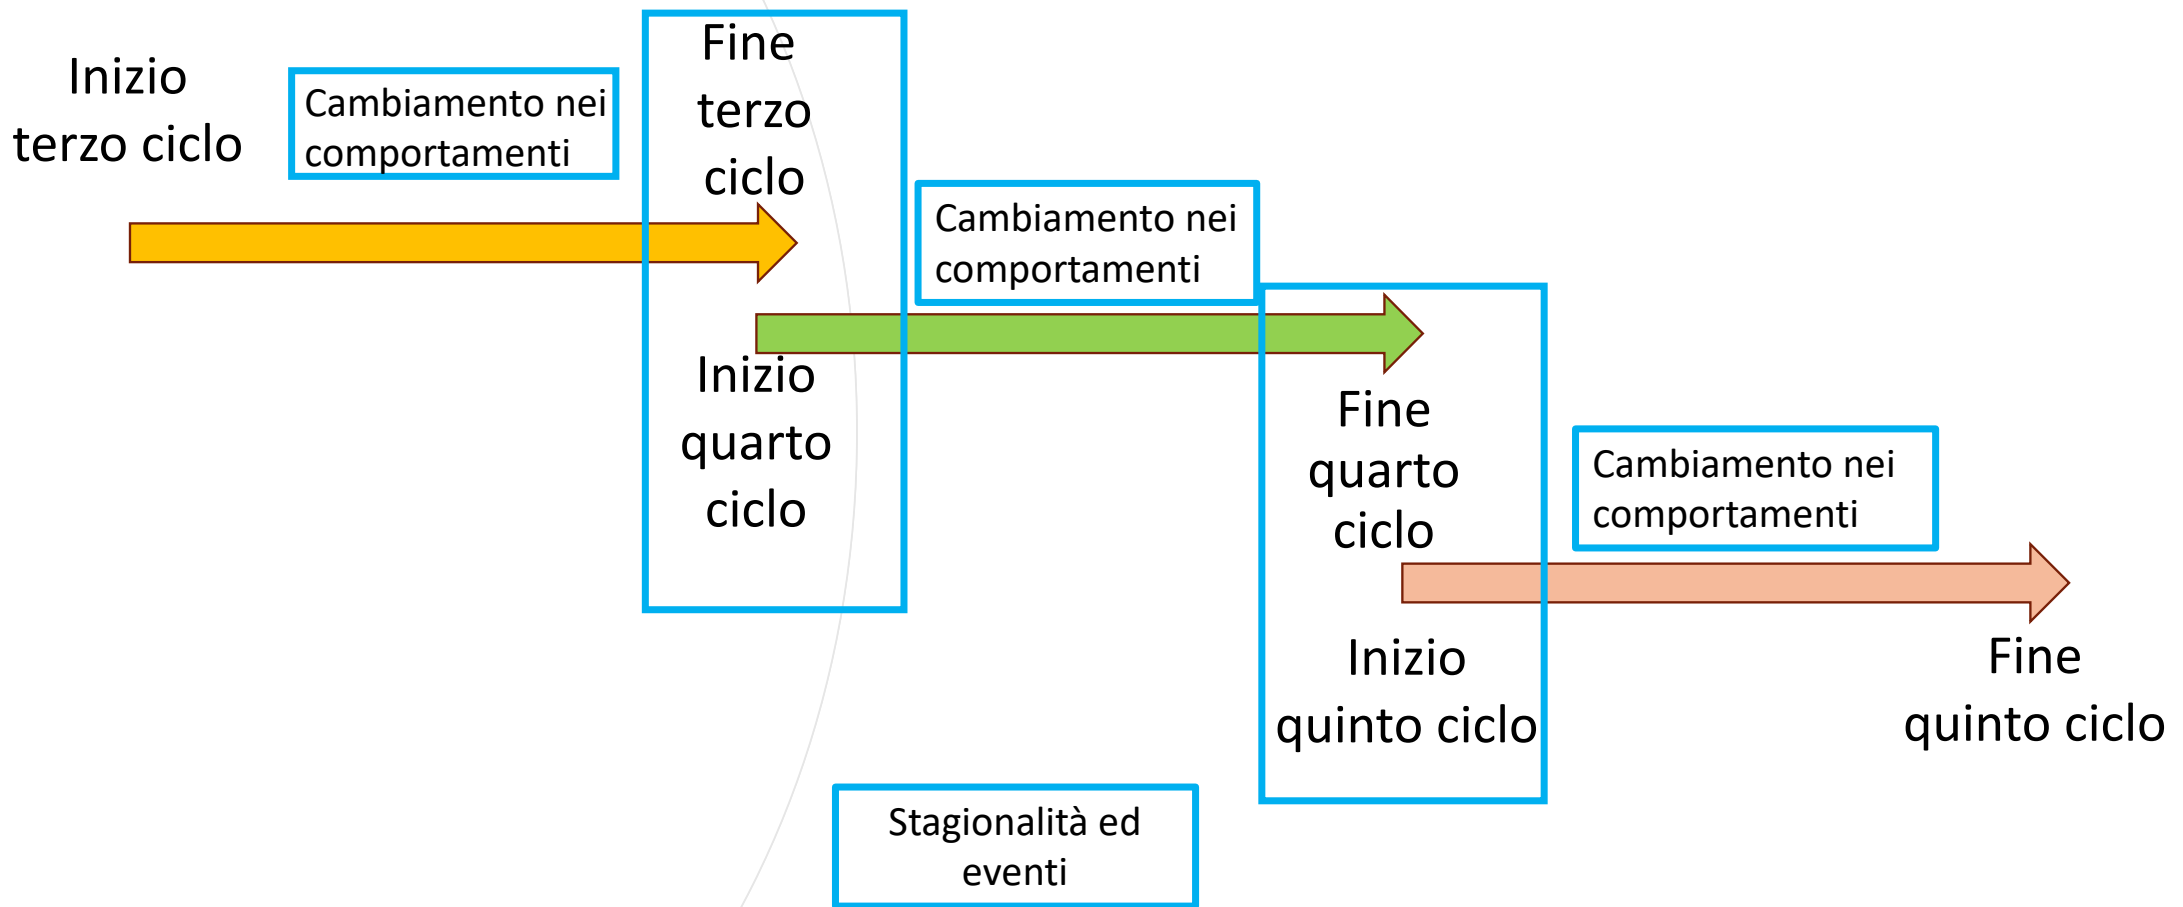 Inizio
terzo ciclo
Cambiamento nei
comportamenti
Fine
terzo
ciclo
Cambiamento nei
comportamenti
Inizio
quarto
ciclo
Fine
quarto
ciclo
Cambiamento nei
comportamenti
Inizio
quinto ciclo
Fine
quinto ciclo
Stagionalità ed
eventi